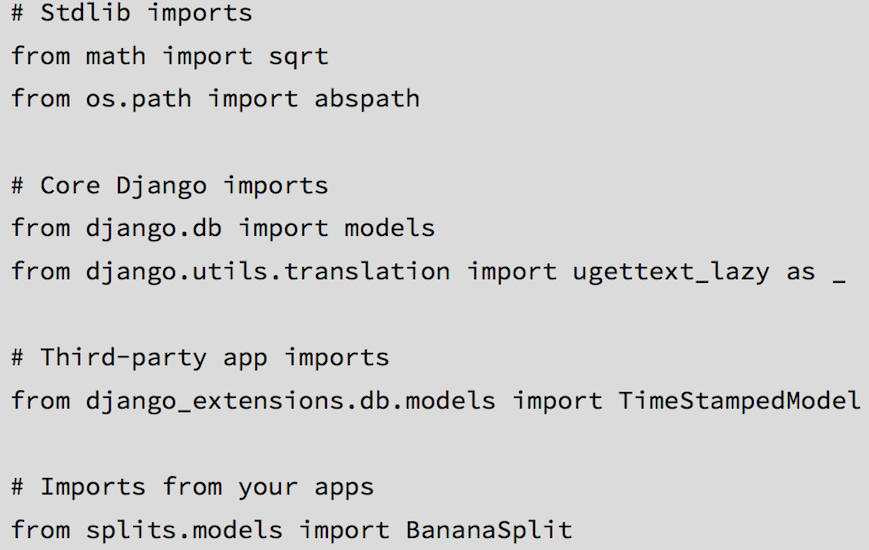 # Stdlib imports
from math import sqrt
from os.path import abspath
# Core Django imports
from django.db import models
from django.utils.translation import ugettext_lazy as _
# Third-party app imports
from django_extensions.db.models import TimeStampedModel
# Imports from your apps
from splits.models import BananaSplit